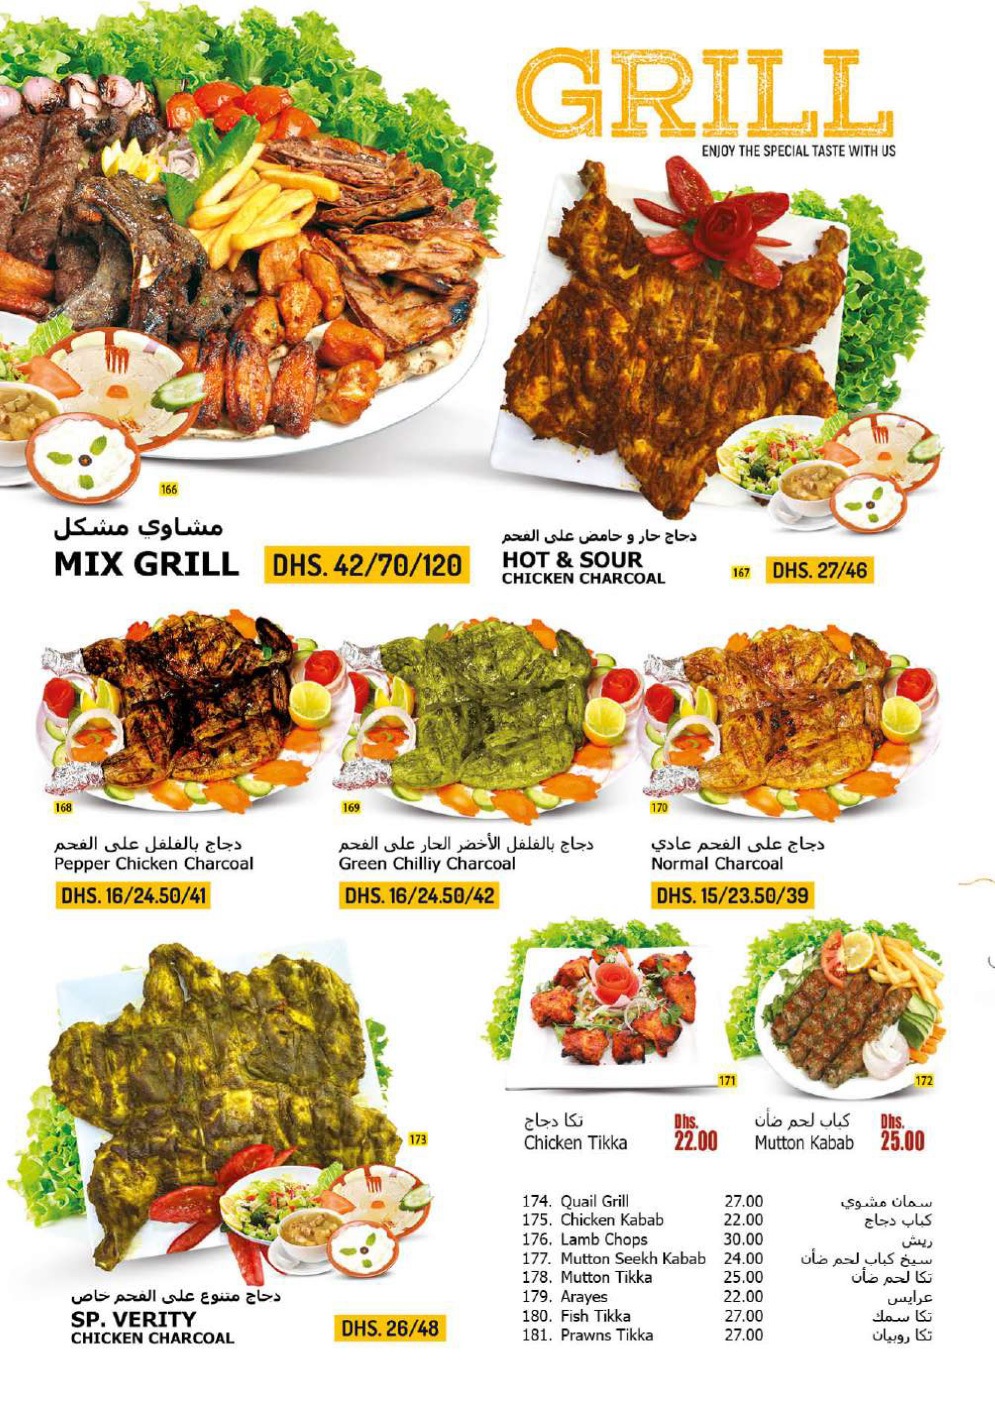 GRILL
ENJOY THE SPECIAL TASTE WITH US
166
مشاوي مشكل
MIX GRILL
DHS. 42/70/120
دجاج حار و حامض على الفحم
HOT & SOUR
CHICKEN CHARCOAL
167
DHS. 27/46
168
دجاج بالفلفل على الفحم
Pepper Chicken Charcoal
DHS. 16/24.50/41
169
دجاج بالفلفل الأخضر الحار على الفحم
Green Chilliy Charcoal
DHS. 16/24.50/42
170
دجاج على الفحم عادي
Normal Charcoal
DHS. 15/23.50/39
171
تكا دجاج
Chicken Tikka
Dhs.
22.00
172
كباب لحم ضأن
Mutton Kabab
Dhs.
25.00
173
دجاج متنوع على الفحم خاص
SP. VERITY
CHICKEN CHARCOAL
DHS. 26/48
174. Quail Grill 27.00 سمان مشوي
175. Chicken Kabab 22.00 كباب دجاج
176. Lamb Chops 30.00 ريش
177. Mutton Seekh Kabab 24.00 سيخ كباب لحم ضأن
178. Mutton Tikka 25.00 تكا لحم ضأن
179. Arayes 22.00 عرايس
180. Fish Tikka 27.00 تكا سمك
181. Prawns Tikka 27.00 تكا روبيان